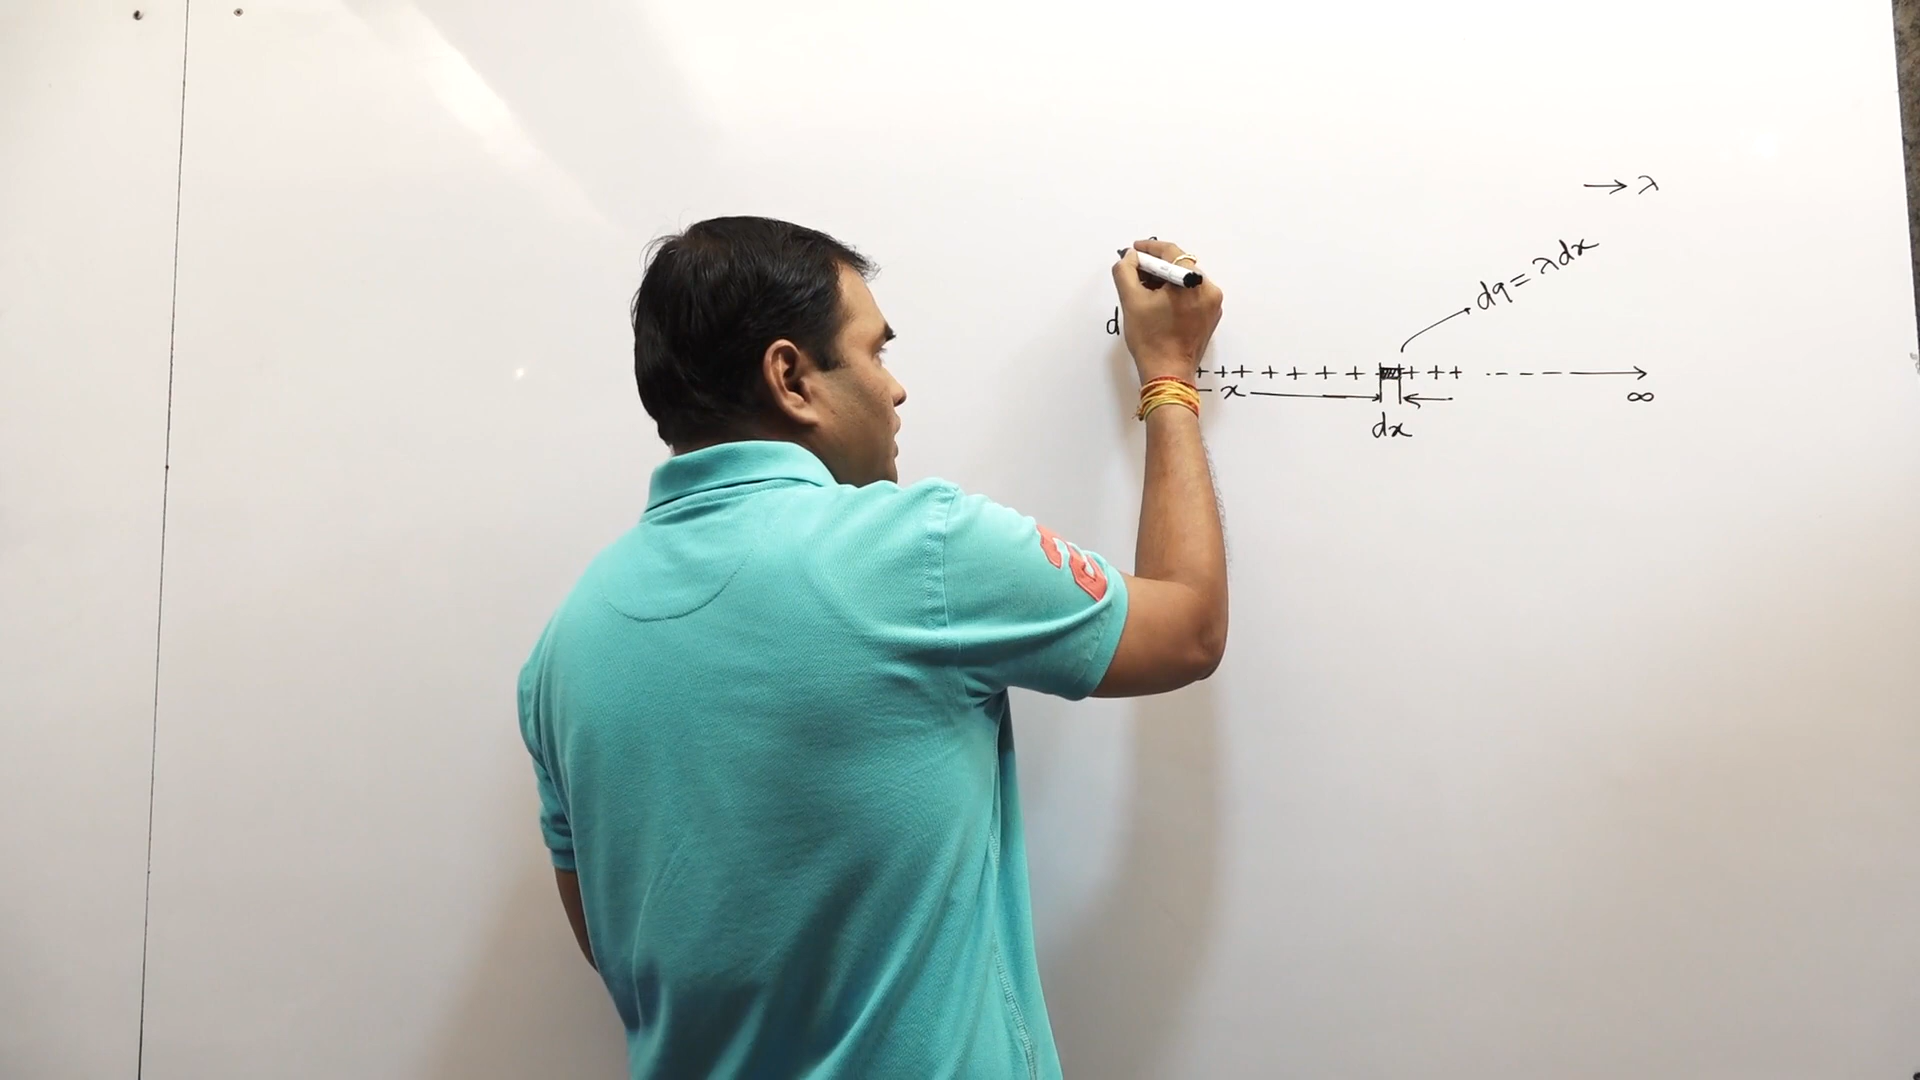 → λ
dq = λdx
d
+ + + + + + + + + +
x
∞
dx